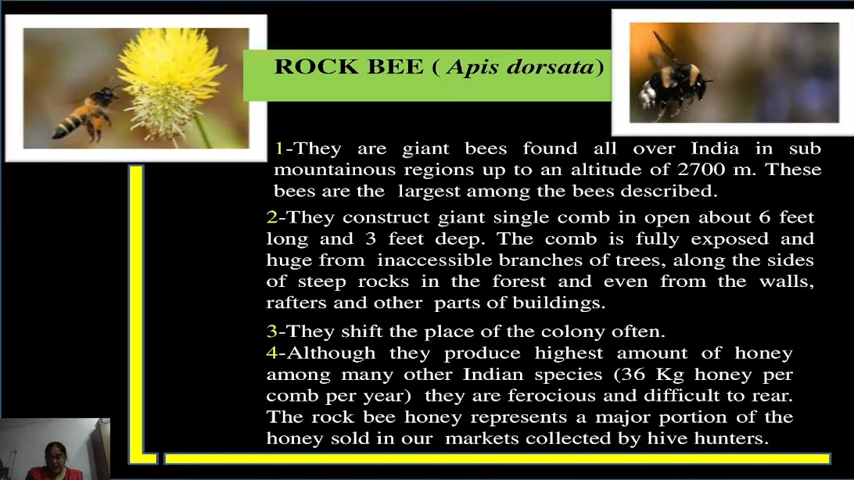 ROCK BEE ( Apis dorsata)
1-They are giant bees found all over India in sub
mountainous regions up to an altitude of 2700 m. These
bees are the largest among the bees described.
2-They construct giant single comb in open about 6 feet
long and 3 feet deep. The comb is fully exposed and
huge from inaccessible branches of trees, along the sides
of steep rocks in the forest and even from the walls,
rafters and other parts of buildings.
3-They shift the place of the colony often.
4-Although they produce highest amount of honey
among many other Indian species (36 Kg honey per
comb per year) they are ferocious and difficult to rear.
The rock bee honey represents a major portion of the
honey sold in our markets collected by hive hunters.